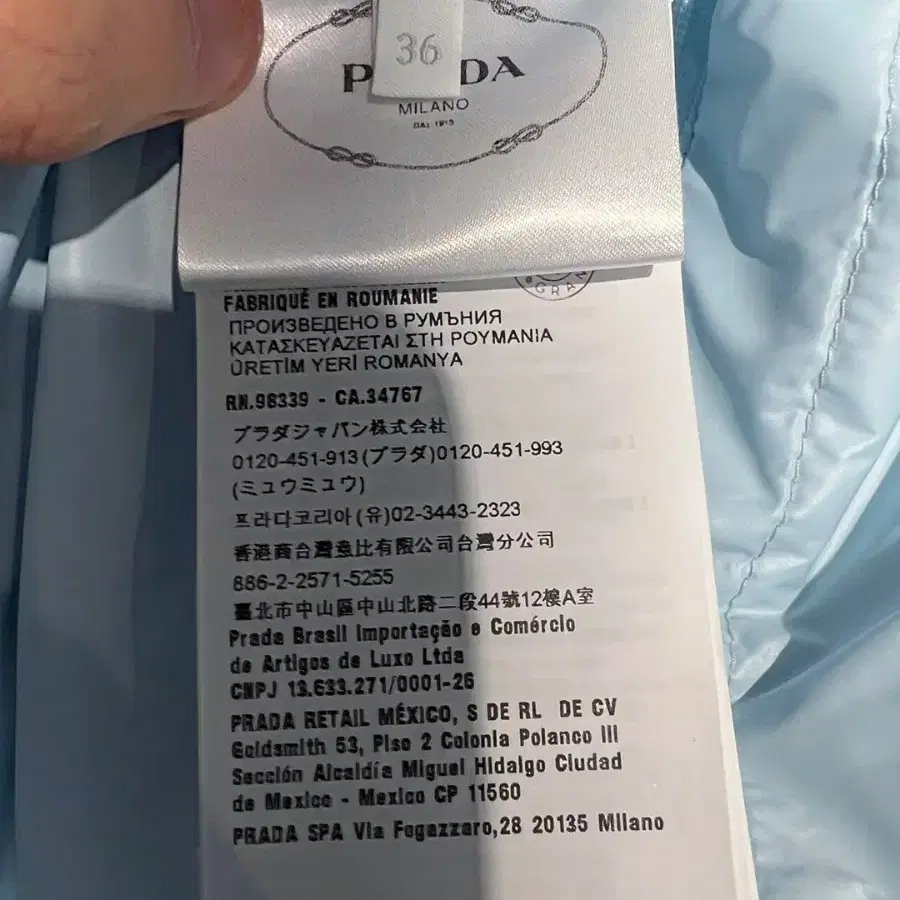 36
P DA
MILANO
DAL 1913
GRAN
FABRIQUÉ EN ROUMANIE
ПРОИЗВЕДЕНО В РУМЪНИЯ
ΚΑΤΑΣΚΕΥΑΖΕΤΑΙ ΣΤΗ ΡΟΥΜΑΝΙΑ
ÜRETİM YERİ ROMANYA
RN.98339 - CA.34767
プラダジャパン株式会社
0120-451-913(プラダ)0120-451-993
(ミュウミュウ)
프라다코리아(유)02-3443-2323
香港商台灣壹比有限公司台灣分公司
886-2-2571-5255
臺北市中山區中山北路二段44號12樓A室
Prada Brasil Importação e Comércio
de Artigos de Luxo Ltda
CNPJ 13.633.271/0001-26
PRADA RETAIL MÉXICO, S DE RL DE CV
Goldsmith 53, Piso 2 Colonia Polanco III
Sección Alcaldía Miguel Hidalgo Ciudad
de Mexico - Mexico CP 11560
PRADA SPA Via Fogazzaro,28 20135 Milano